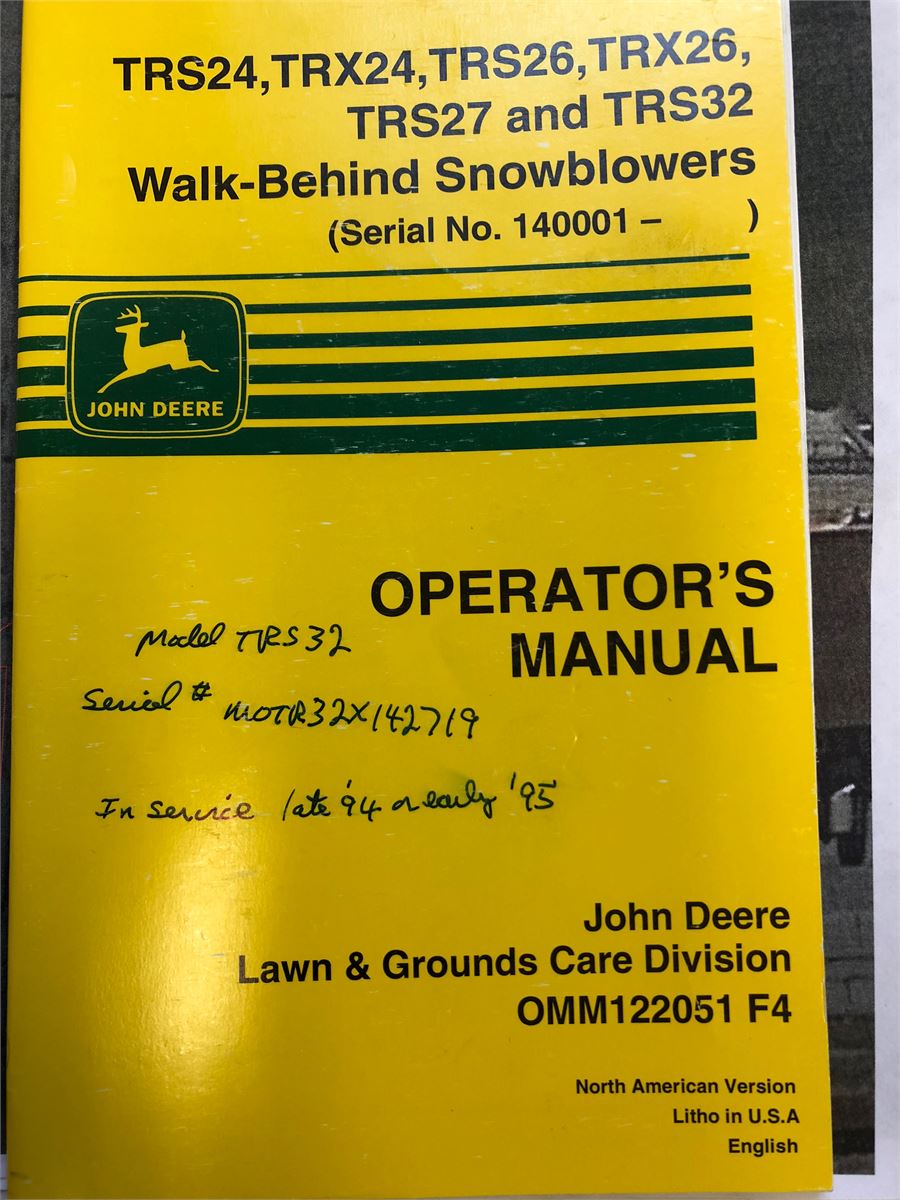 TRS24,TRX24,TRS26,TRX26,
TRS27 and TRS32
Walk-Behind Snowblowers
(Serial No. 140001 –          )
JOHN DEERE
OPERATOR'S
MANUAL
Model TRS32
Serial # MOTR32X142719
In service late '94 or early '95
John Deere
Lawn & Grounds Care Division
OMM122051 F4
North American Version
Litho in U.S.A
English